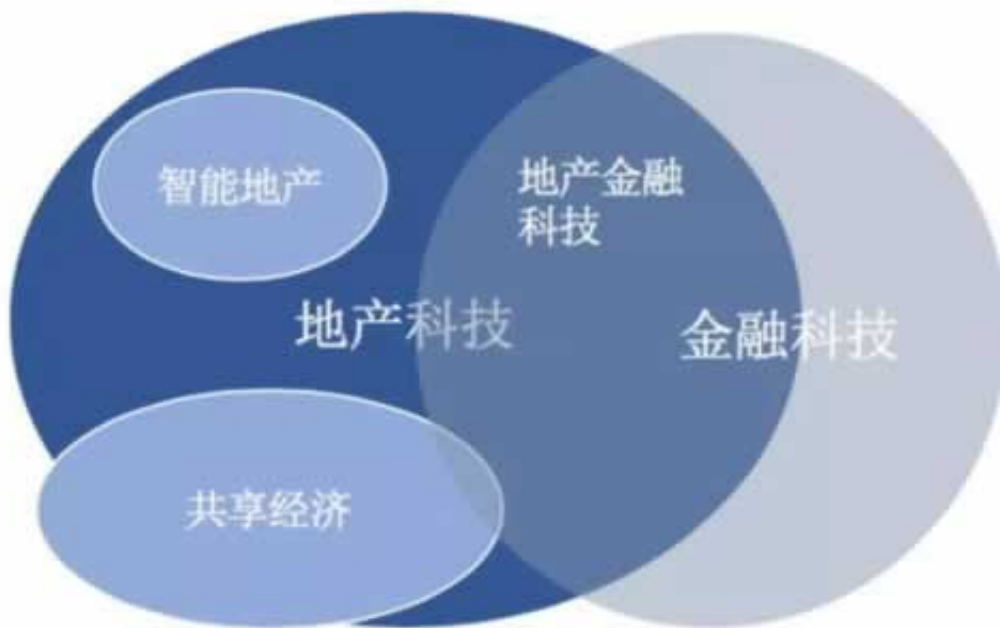 智能地产
地产金融
科技
地产科技
金融科技
共享经济